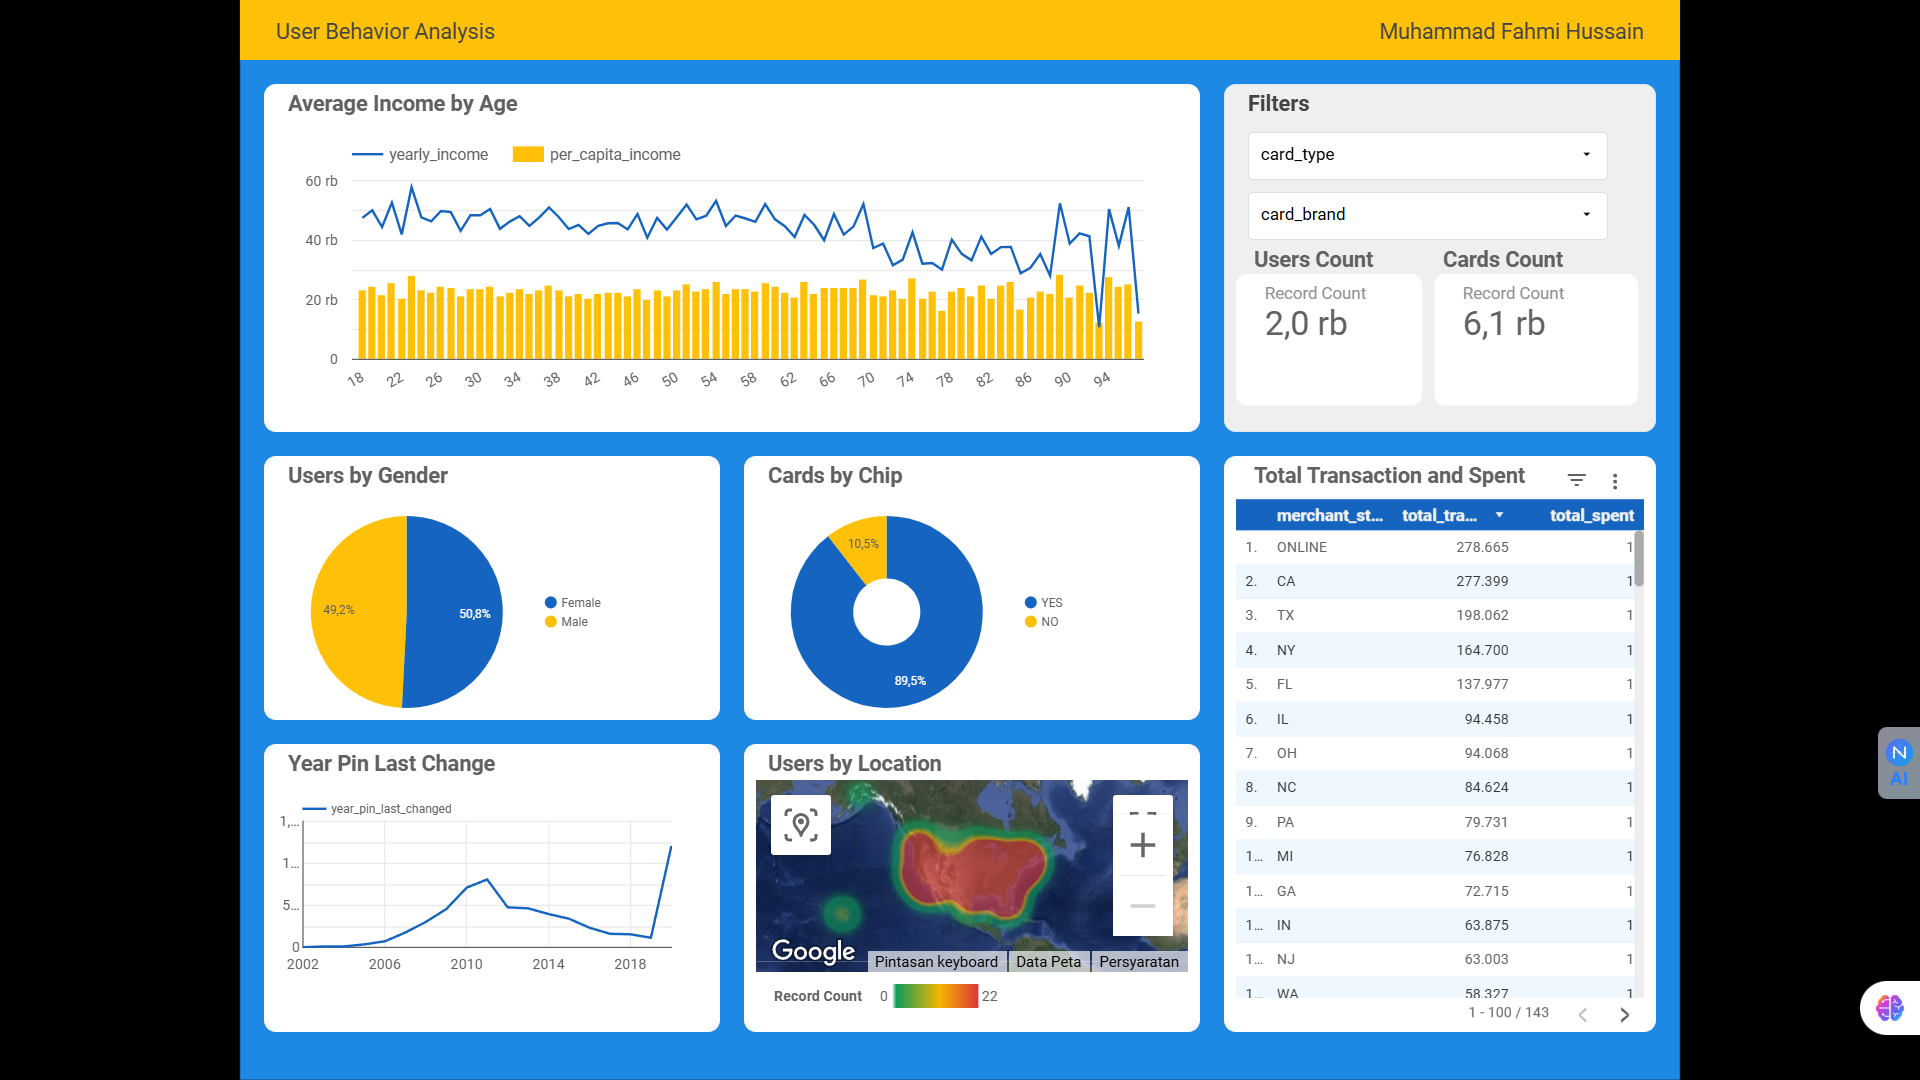 User Behavior Analysis
Muhammad Fahmi Hussain
Average Income by Age
yearly_income per_capita_income
60 rb
40 rb
20 rb
0
18 22 26 30 34 38 42 46 50 54 58 62 66 70 74 78 82 86 90 94
Filters
card_type
card_brand
Users Count Cards Count
Record Count Record Count
2,0 rb 6,1 rb
Users by Gender
49,2%
50,8%
Female
Male
Cards by Chip
10,5%
89,5%
YES
NO
Total Transaction and Spent
merchant_st... total_tra... total_spent
1. ONLINE 278.665 1
2. CA 277.399 1
3. TX 198.062 1
4. NY 164.700 1
5. FL 137.977 1
6. IL 94.458 1
7. OH 94.068 1
8. NC 84.624 1
9. PA 79.731 1
1... MI 76.828 1
1... GA 72.715 1
1... IN 63.875 1
1... NJ 63.003 1
1... WA 58.327 1
1 - 100 / 143
Year Pin Last Change
year_pin_last_changed
1,...
1...
5...
0
2002 2006 2010 2014 2018
Users by Location
Google
Pintasan keyboard Data Peta Persyaratan
Record Count 0 22
N
AI